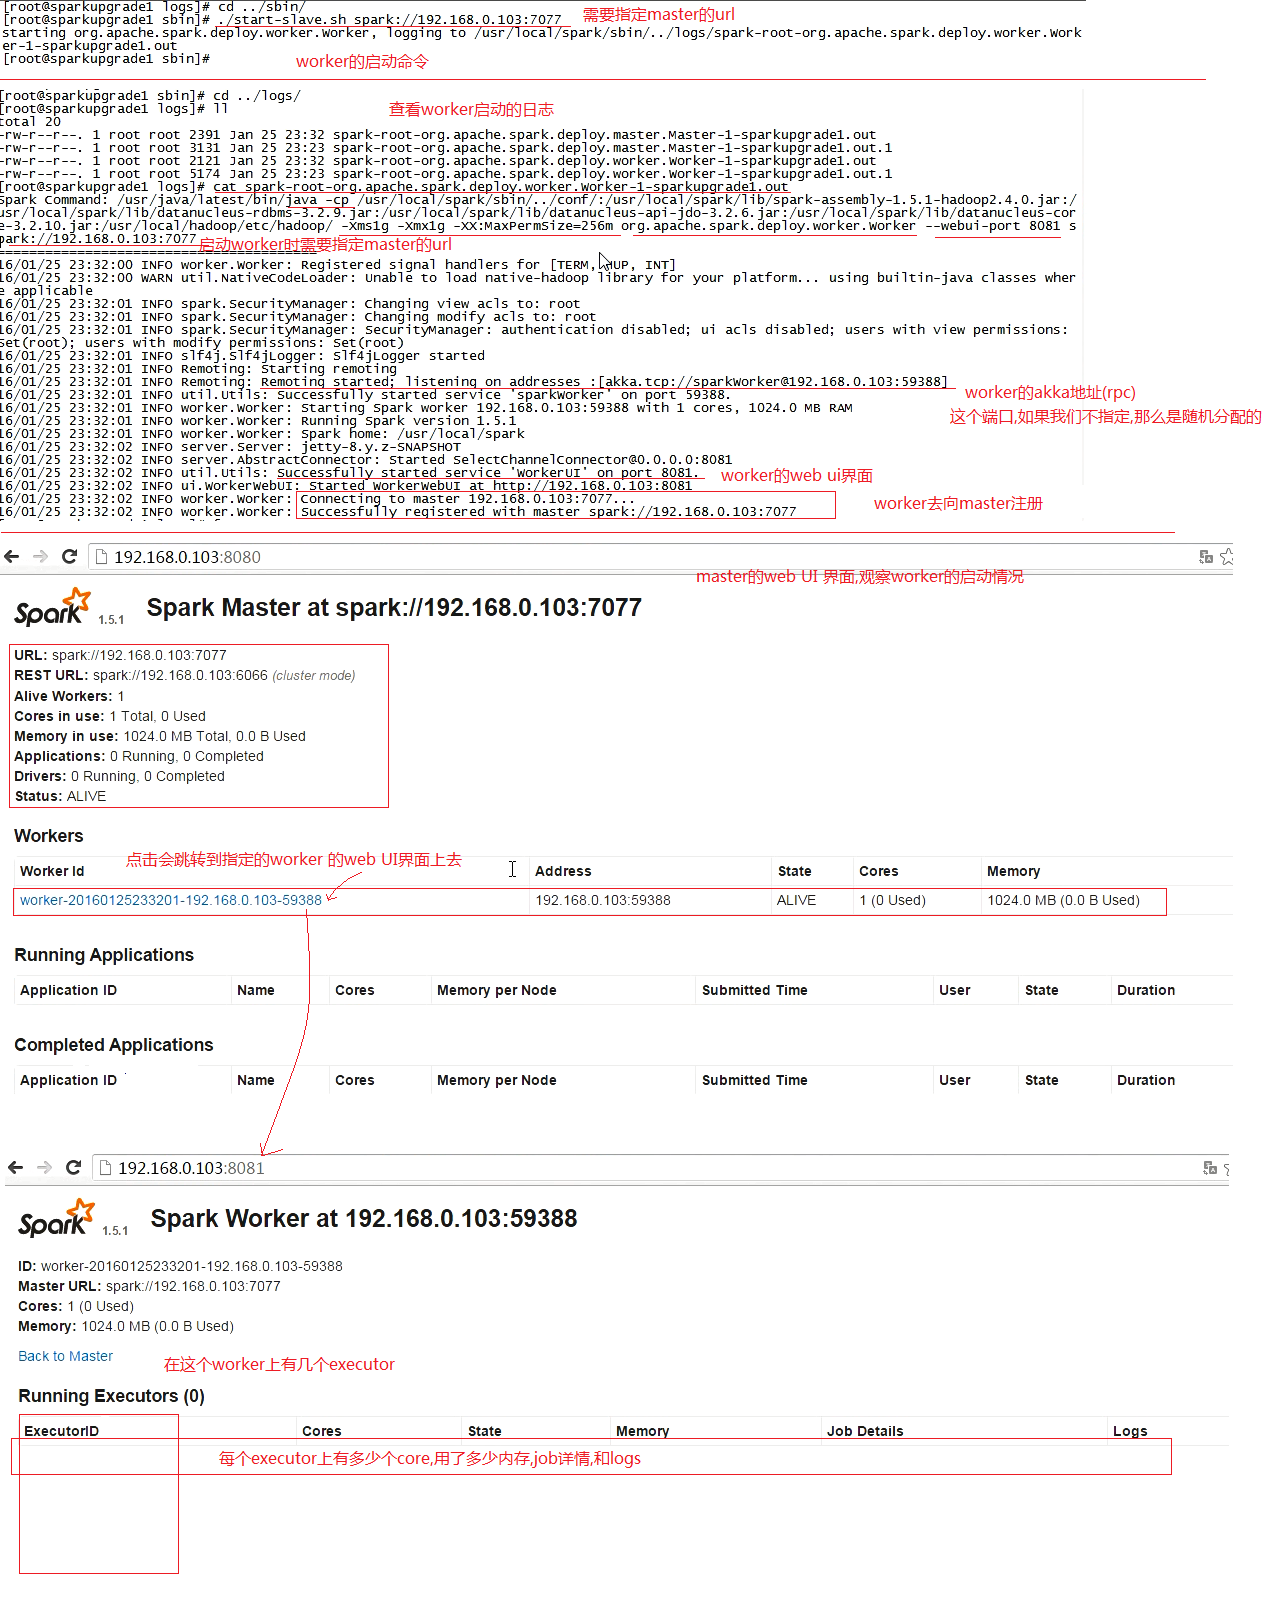 [root@sparkupgrade1 logs]# cd ../sbin/
[root@sparkupgrade1 sbin]# ./start-slave.sh spark://192.168.0.103:7077 需要指定master的url
starting org.apache.spark.deploy.worker.Worker, logging to /usr/local/spark/sbin/../logs/spark-root-org.apache.spark.deploy.worker.Work
er-1-sparkupgrade1.out
[root@sparkupgrade1 sbin]# worker的启动命令
[root@sparkupgrade1 sbin]# cd ../logs/
[root@sparkupgrade1 logs]# ll 查看worker启动的日志
total 20
-rw-r--r--. 1 root root 2391 Jan 25 23:32 spark-root-org.apache.spark.deploy.master.Master-1-sparkupgrade1.out
-rw-r--r--. 1 root root 3131 Jan 25 23:23 spark-root-org.apache.spark.deploy.master.Master-1-sparkupgrade1.out.1
-rw-r--r--. 1 root root 2121 Jan 25 23:32 spark-root-org.apache.spark.deploy.worker.Worker-1-sparkupgrade1.out
-rw-r--r--. 1 root root 5174 Jan 25 23:23 spark-root-org.apache.spark.deploy.worker.Worker-1-sparkupgrade1.out.1
[root@sparkupgrade1 logs]# cat spark-root-org.apache.spark.deploy.worker.Worker-1-sparkupgrade1.out
Spark Command: /usr/java/latest/bin/java -cp /usr/local/spark/sbin/../conf/:/usr/local/spark/lib/spark-assembly-1.5.1-hadoop2.4.0.jar:/
usr/local/spark/lib/datanucleus-rdbms-3.2.9.jar:/usr/local/spark/lib/datanucleus-api-jdo-3.2.6.jar:/usr/local/spark/lib/datanucleus-cor
e-3.2.10.jar:/usr/local/hadoop/etc/hadoop/ -Xms1g -Xmx1g -XX:MaxPermSize=256m org.apache.spark.deploy.worker.Worker --webui-port 8081 s
park://192.168.0.103:7077 启动worker时需要指定master的url
========================================
16/01/25 23:32:00 INFO worker.Worker: Registered signal handlers for [TERM, HUP, INT]
16/01/25 23:32:00 WARN util.NativeCodeLoader: Unable to load native-hadoop library for your platform... using builtin-java classes wher
e applicable
16/01/25 23:32:01 INFO spark.SecurityManager: Changing view acls to: root
16/01/25 23:32:01 INFO spark.SecurityManager: Changing modify acls to: root
16/01/25 23:32:01 INFO spark.SecurityManager: SecurityManager: authentication disabled; ui acls disabled; users with view permissions:
Set(root); users with modify permissions: Set(root)
16/01/25 23:32:01 INFO slf4j.Slf4jLogger: Slf4jLogger started
16/01/25 23:32:01 INFO Remoting: Starting remoting
16/01/25 23:32:01 INFO Remoting: Remoting started; listening on addresses :[akka.tcp://sparkWorker@192.168.0.103:59388]
worker的akka地址(rpc)
16/01/25 23:32:01 INFO util.Utils: Successfully started service 'sparkWorker' on port 59388.
16/01/25 23:32:01 INFO worker.Worker: Starting Spark worker 192.168.0.103:59388 with 1 cores, 1024.0 MB RAM
这个端口,如果我们不指定,那么是随机分配的
16/01/25 23:32:01 INFO worker.Worker: Running Spark version 1.5.1
16/01/25 23:32:01 INFO worker.Worker: Spark home: /usr/local/spark
16/01/25 23:32:02 INFO server.Server: jetty-8.y.z-SNAPSHOT
16/01/25 23:32:02 INFO server.AbstractConnector: Started SelectChannelConnector@0.0.0.0:8081
16/01/25 23:32:02 INFO util.Utils: Successfully started service 'WorkerUI' on port 8081. worker的web ui界面
16/01/25 23:32:02 INFO ui.WorkerWebUI: Started WorkerWebUI at http://192.168.0.103:8081
16/01/25 23:32:02 INFO worker.Worker: Connecting to master 192.168.0.103:7077...
worker去向master注册
16/01/25 23:32:02 INFO worker.Worker: Successfully registered with master spark://192.168.0.103:7077
192.168.0.103:8080
master的web UI 界面,观察worker的启动情况
Spark 1.5.1 Spark Master at spark://192.168.0.103:7077
URL: spark://192.168.0.103:7077
REST URL: spark://192.168.0.103:6066 (cluster mode)
Alive Workers: 1
Cores in use: 1 Total, 0 Used
Memory in use: 1024.0 MB Total, 0.0 B Used
Applications: 0 Running, 0 Completed
Drivers: 0 Running, 0 Completed
Status: ALIVE
Workers
点击会跳转到指定的worker 的web UI界面上去
Worker Id Address State Cores Memory
worker-20160125233201-192.168.0.103-59388 192.168.0.103:59388 ALIVE 1 (0 Used) 1024.0 MB (0.0 B Used)
Running Applications
Application ID Name Cores Memory per Node Submitted Time User State Duration
Completed Applications
Application ID Name Cores Memory per Node Submitted Time User State Duration
192.168.0.103:8081
Spark 1.5.1 Spark Worker at 192.168.0.103:59388
ID: worker-20160125233201-192.168.0.103-59388
Master URL: spark://192.168.0.103:7077
Cores: 1 (0 Used)
Memory: 1024.0 MB (0.0 B Used)
Back to Master
在这个worker上有几个executor
Running Executors (0)
ExecutorID Cores State Memory Job Details Logs
每个executor上有多少个core,用了多少内存,job详情,和logs